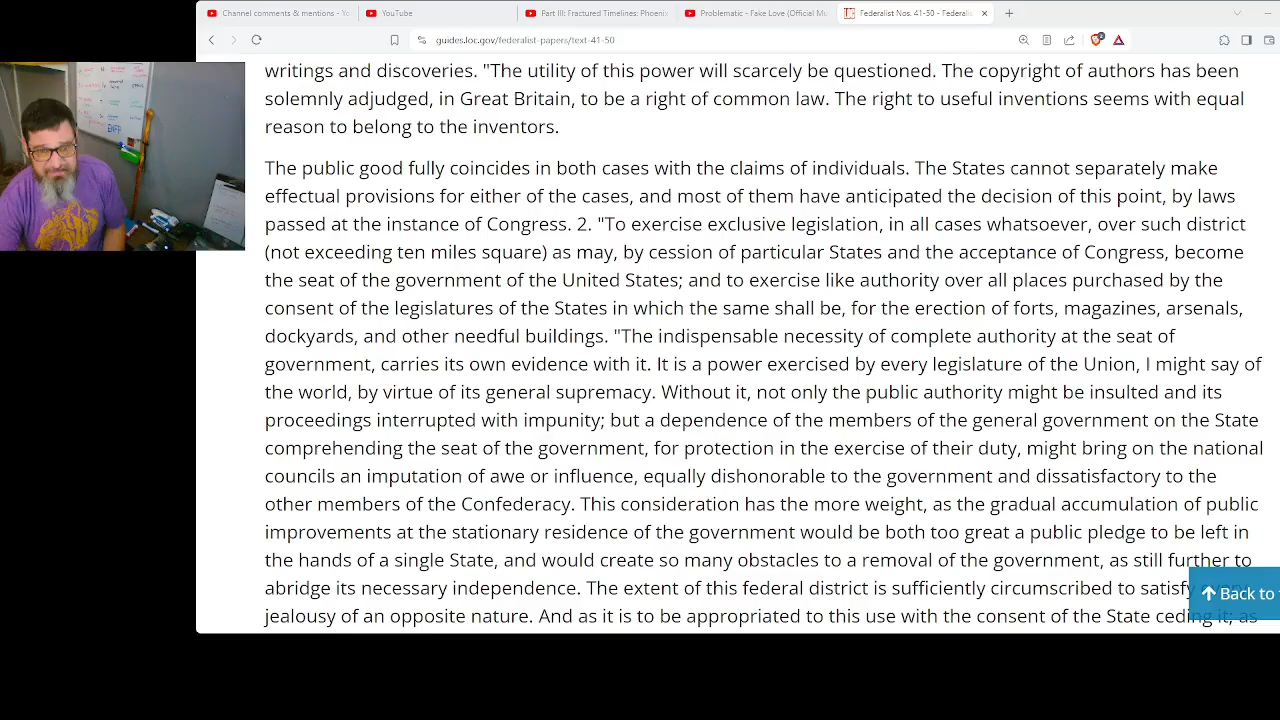 Channel comments & mentions - Yo
YouTube
Part III: Fractured Timelines: Phoenix
Problematic - Fake Love (Official Mu
Federalist Nos. 41-50 - Federalis
guides.loc.gov/federalist-papers/text-41-50
writings and discoveries. "The utility of this power will scarcely be questioned. The copyright of authors has been
solemnly adjudged, in Great Britain, to be a right of common law. The right to useful inventions seems with equal
reason to belong to the inventors.
The public good fully coincides in both cases with the claims of individuals. The States cannot separately make
effectual provisions for either of the cases, and most of them have anticipated the decision of this point, by laws
passed at the instance of Congress. 2. "To exercise exclusive legislation, in all cases whatsoever, over such district
(not exceeding ten miles square) as may, by cession of particular States and the acceptance of Congress, become
the seat of the government of the United States; and to exercise like authority over all places purchased by the
consent of the legislatures of the States in which the same shall be, for the erection of forts, magazines, arsenals,
dockyards, and other needful buildings. "The indispensable necessity of complete authority at the seat of
government, carries its own evidence with it. It is a power exercised by every legislature of the Union, I might say of
the world, by virtue of its general supremacy. Without it, not only the public authority might be insulted and its
proceedings interrupted with impunity; but a dependence of the members of the general government on the State
comprehending the seat of the government, for protection in the exercise of their duty, might bring on the national
councils an imputation of awe or influence, equally dishonorable to the government and dissatisfactory to the
other members of the Confederacy. This consideration has the more weight, as the gradual accumulation of public
improvements at the stationary residence of the government would be both too great a public pledge to be left in
the hands of a single State, and would create so many obstacles to a removal of the government, as still further to
abridge its necessary independence. The extent of this federal district is sufficiently circumscribed to satisfy every
jealousy of an opposite nature. And as it is to be appropriated to this use with the consent of the State ceding it; as
Back to